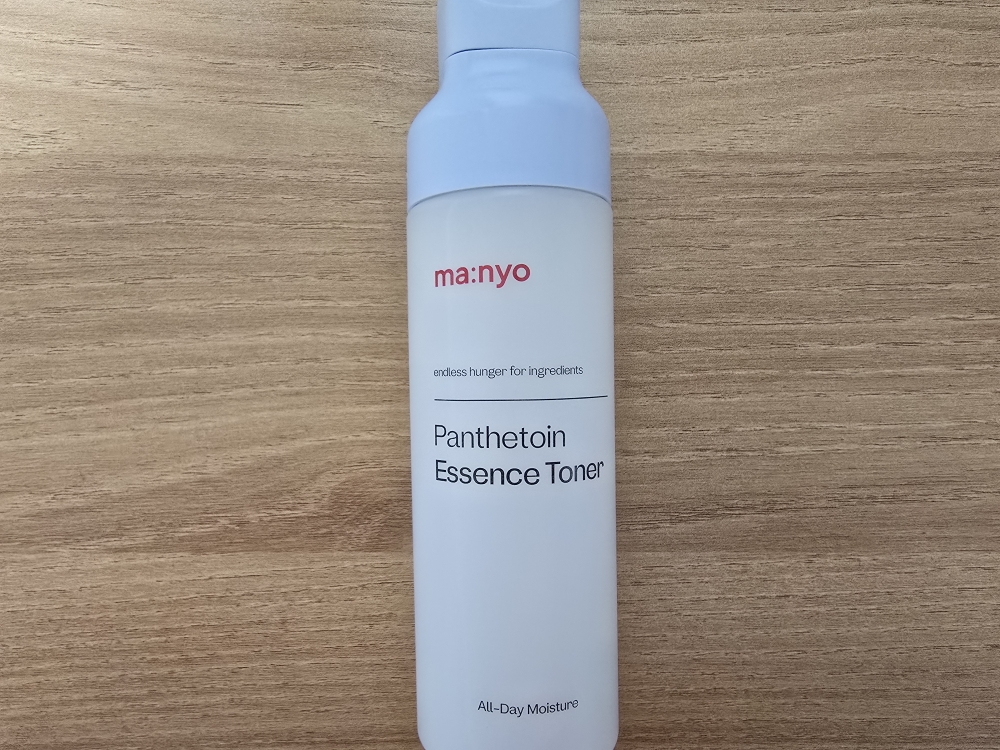 ma:nyo
endless hunger for ingredients
Panthetoin
Essence Toner
All-Day Moisture